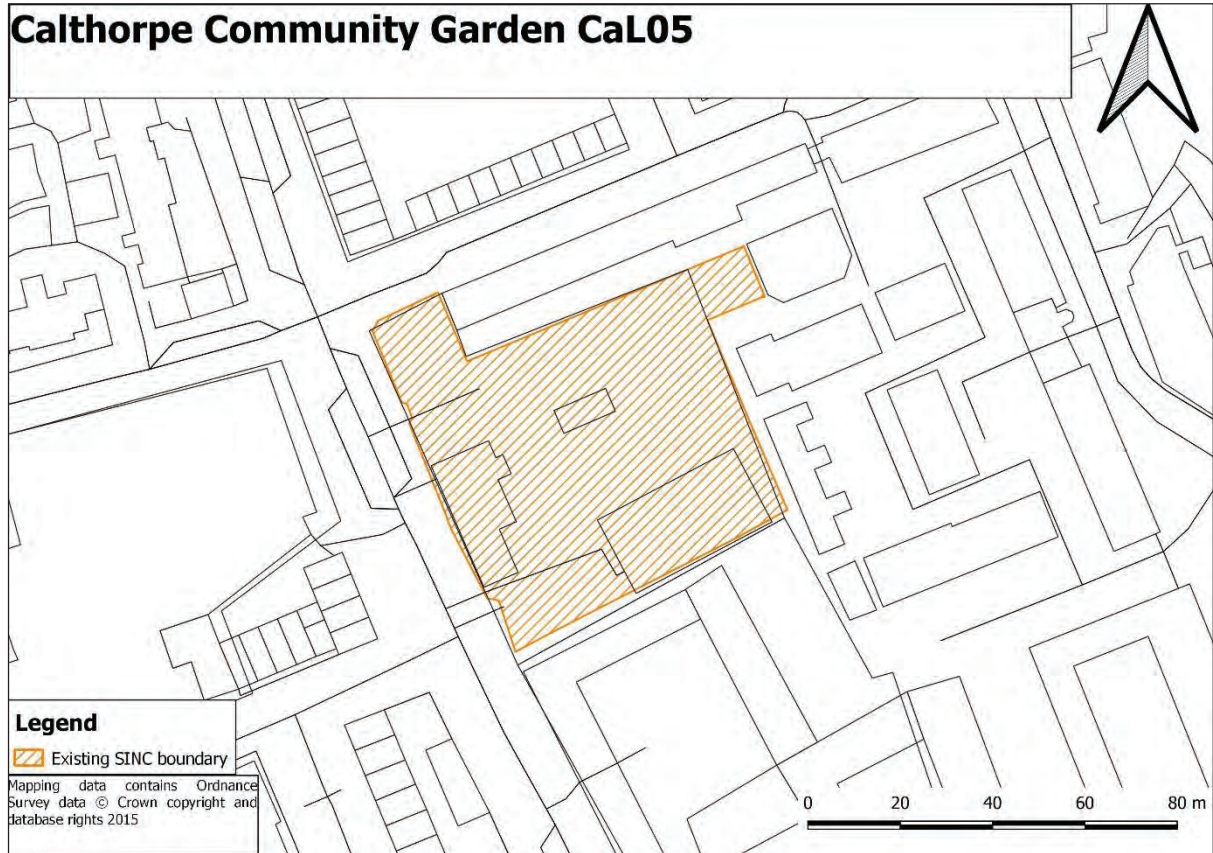 Calthorpe Community Garden CaL05
Legend
Existing SINC boundary
Mapping data contains Ordnance
Survey data © Crown copyright and
database rights 2015
0 20 40 60 80 m